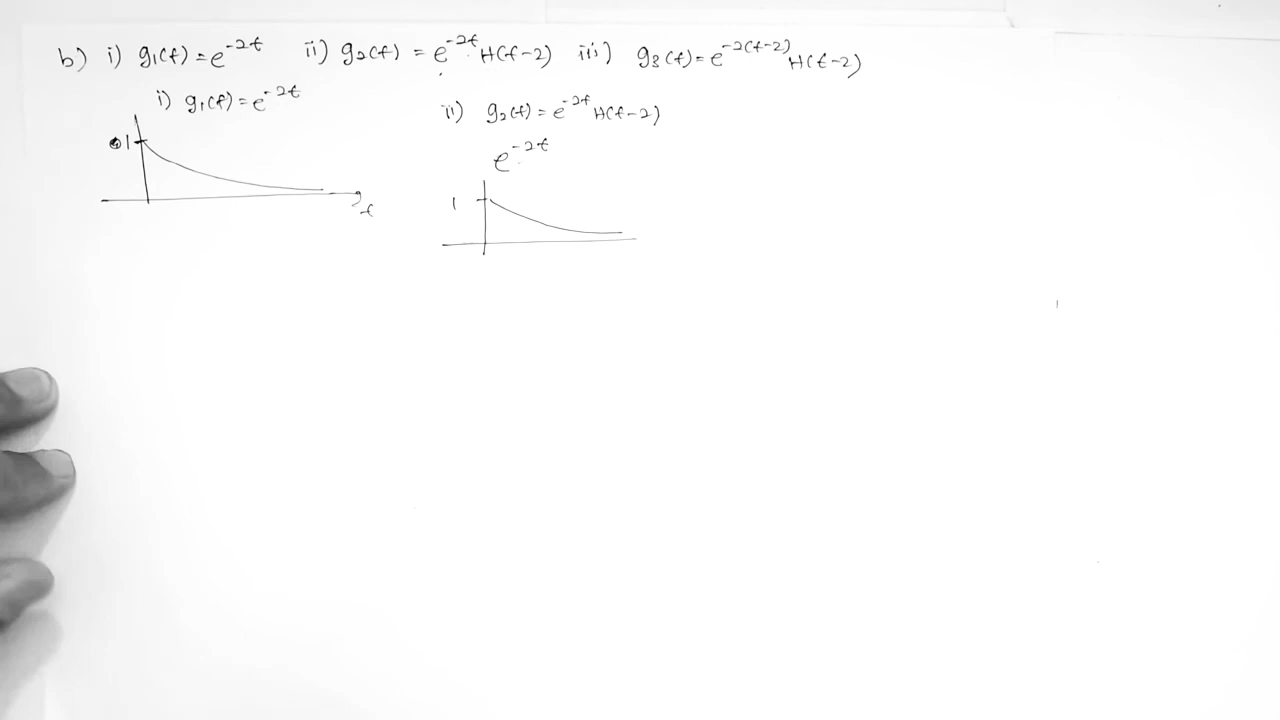 b) i) g₁(t) = e^{-2t} ii) g₂(t) = e^{-2t} H(t-2) iii) g₃(t) = e^{-2(t-2)} H(t-2)
i) g₁(t) = e^{-2t}
ii) g₂(t) = e^{-2t} H(t-2)
1
e^{-2t}
t
1